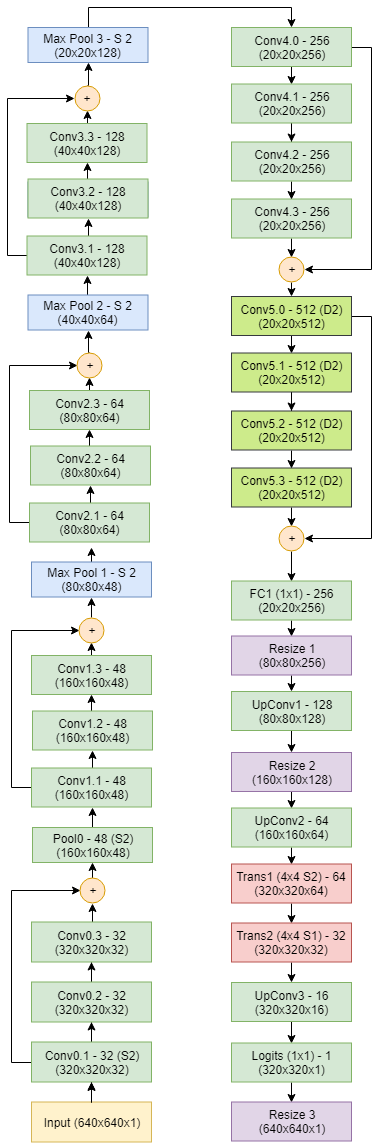 Max Pool 3 - S 2
(20x20x128)
+
Conv3.3 - 128
(40x40x128)
Conv3.2 - 128
(40x40x128)
Conv3.1 - 128
(40x40x128)
Max Pool 2 - S 2
(40x40x64)
+
Conv2.3 - 64
(80x80x64)
Conv2.2 - 64
(80x80x64)
Conv2.1 - 64
(80x80x64)
Max Pool 1 - S 2
(80x80x48)
+
Conv1.3 - 48
(160x160x48)
Conv1.2 - 48
(160x160x48)
Conv1.1 - 48
(160x160x48)
Pool0 - 48 (S2)
(160x160x48)
+
Conv0.3 - 32
(320x320x32)
Conv0.2 - 32
(320x320x32)
Conv0.1 - 32 (S2)
(320x320x32)
Input (640x640x1)
Conv4.0 - 256
(20x20x256)
Conv4.1 - 256
(20x20x256)
Conv4.2 - 256
(20x20x256)
Conv4.3 - 256
(20x20x256)
+
Conv5.0 - 512 (D2)
(20x20x512)
Conv5.1 - 512 (D2)
(20x20x512)
Conv5.2 - 512 (D2)
(20x20x512)
Conv5.3 - 512 (D2)
(20x20x512)
+
FC1 (1x1) - 256
(20x20x256)
Resize 1
(80x80x256)
UpConv1 - 128
(80x80x128)
Resize 2
(160x160x128)
UpConv2 - 64
(160x160x64)
Trans1 (4x4 S2) - 64
(320x320x64)
Trans2 (4x4 S1) - 32
(320x320x32)
UpConv3 - 16
(320x320x16)
Logits (1x1) - 1
(320x320x1)
Resize 3
(640x640x1)